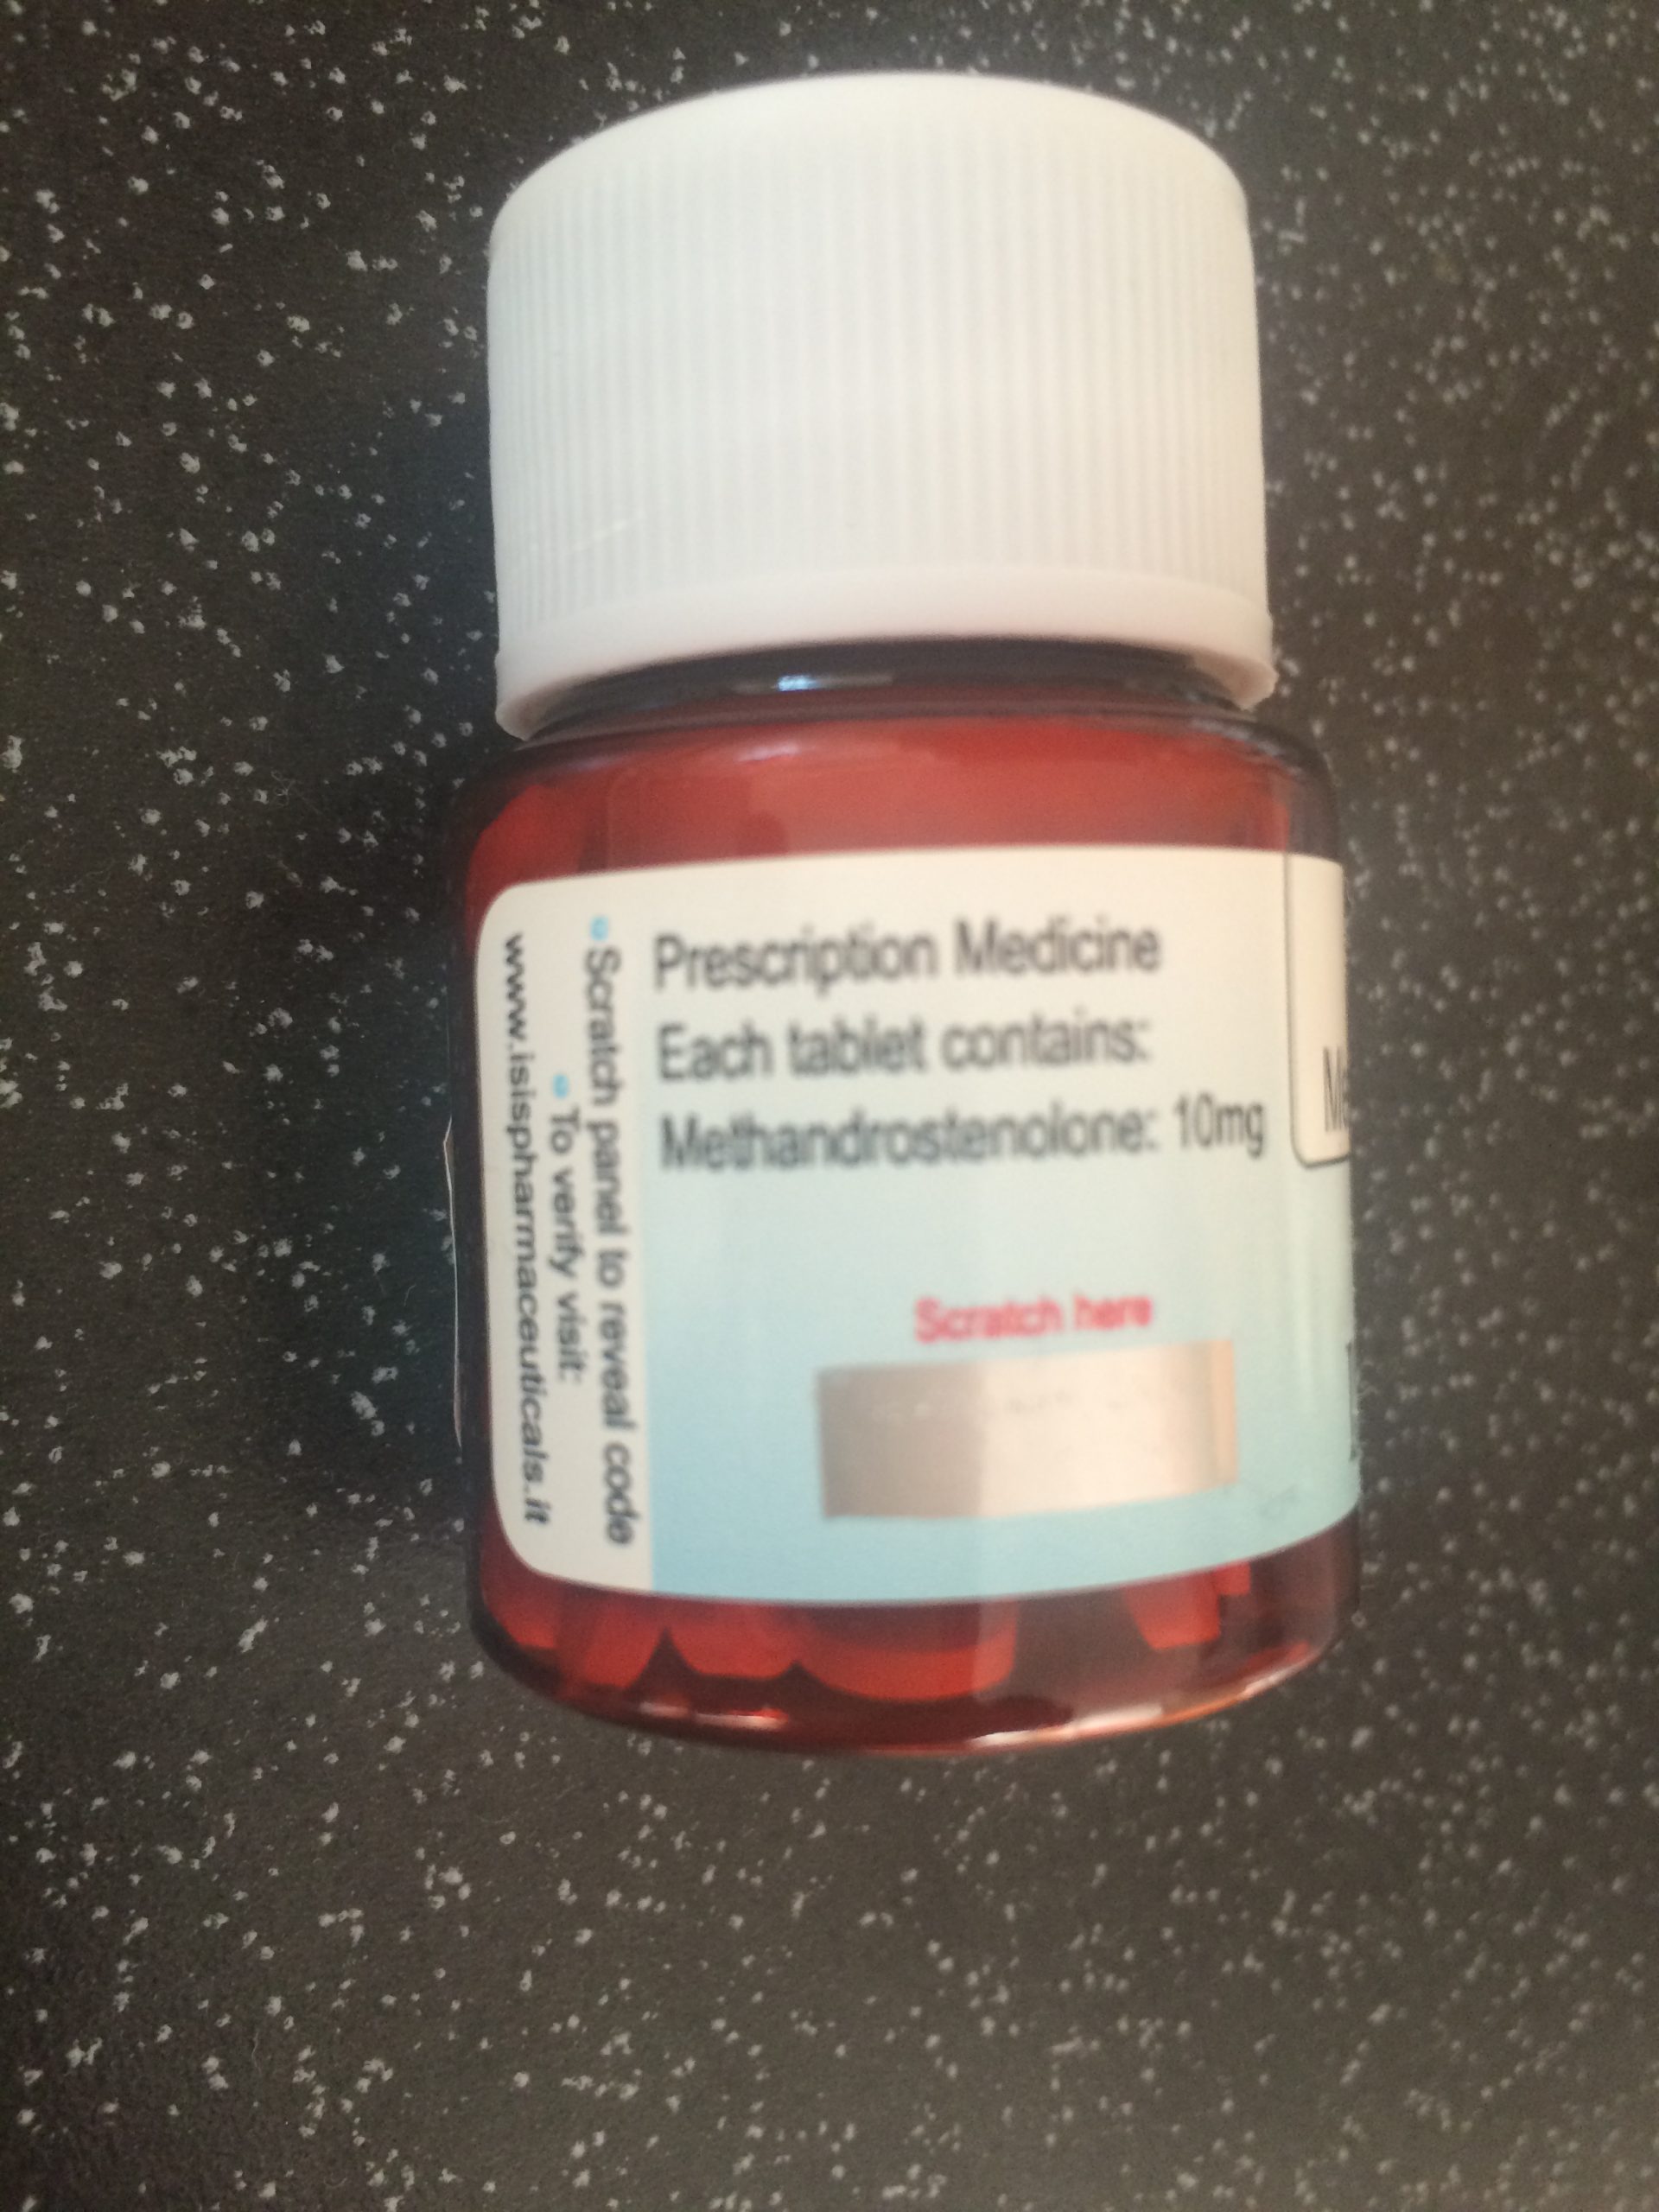 Prescription Medicine
Each tablet contains:
Methandrostenolone: 10mg
Scratch here
Scratch panel to reveal code
To verify visit:
www.isispharmaceuticals.it